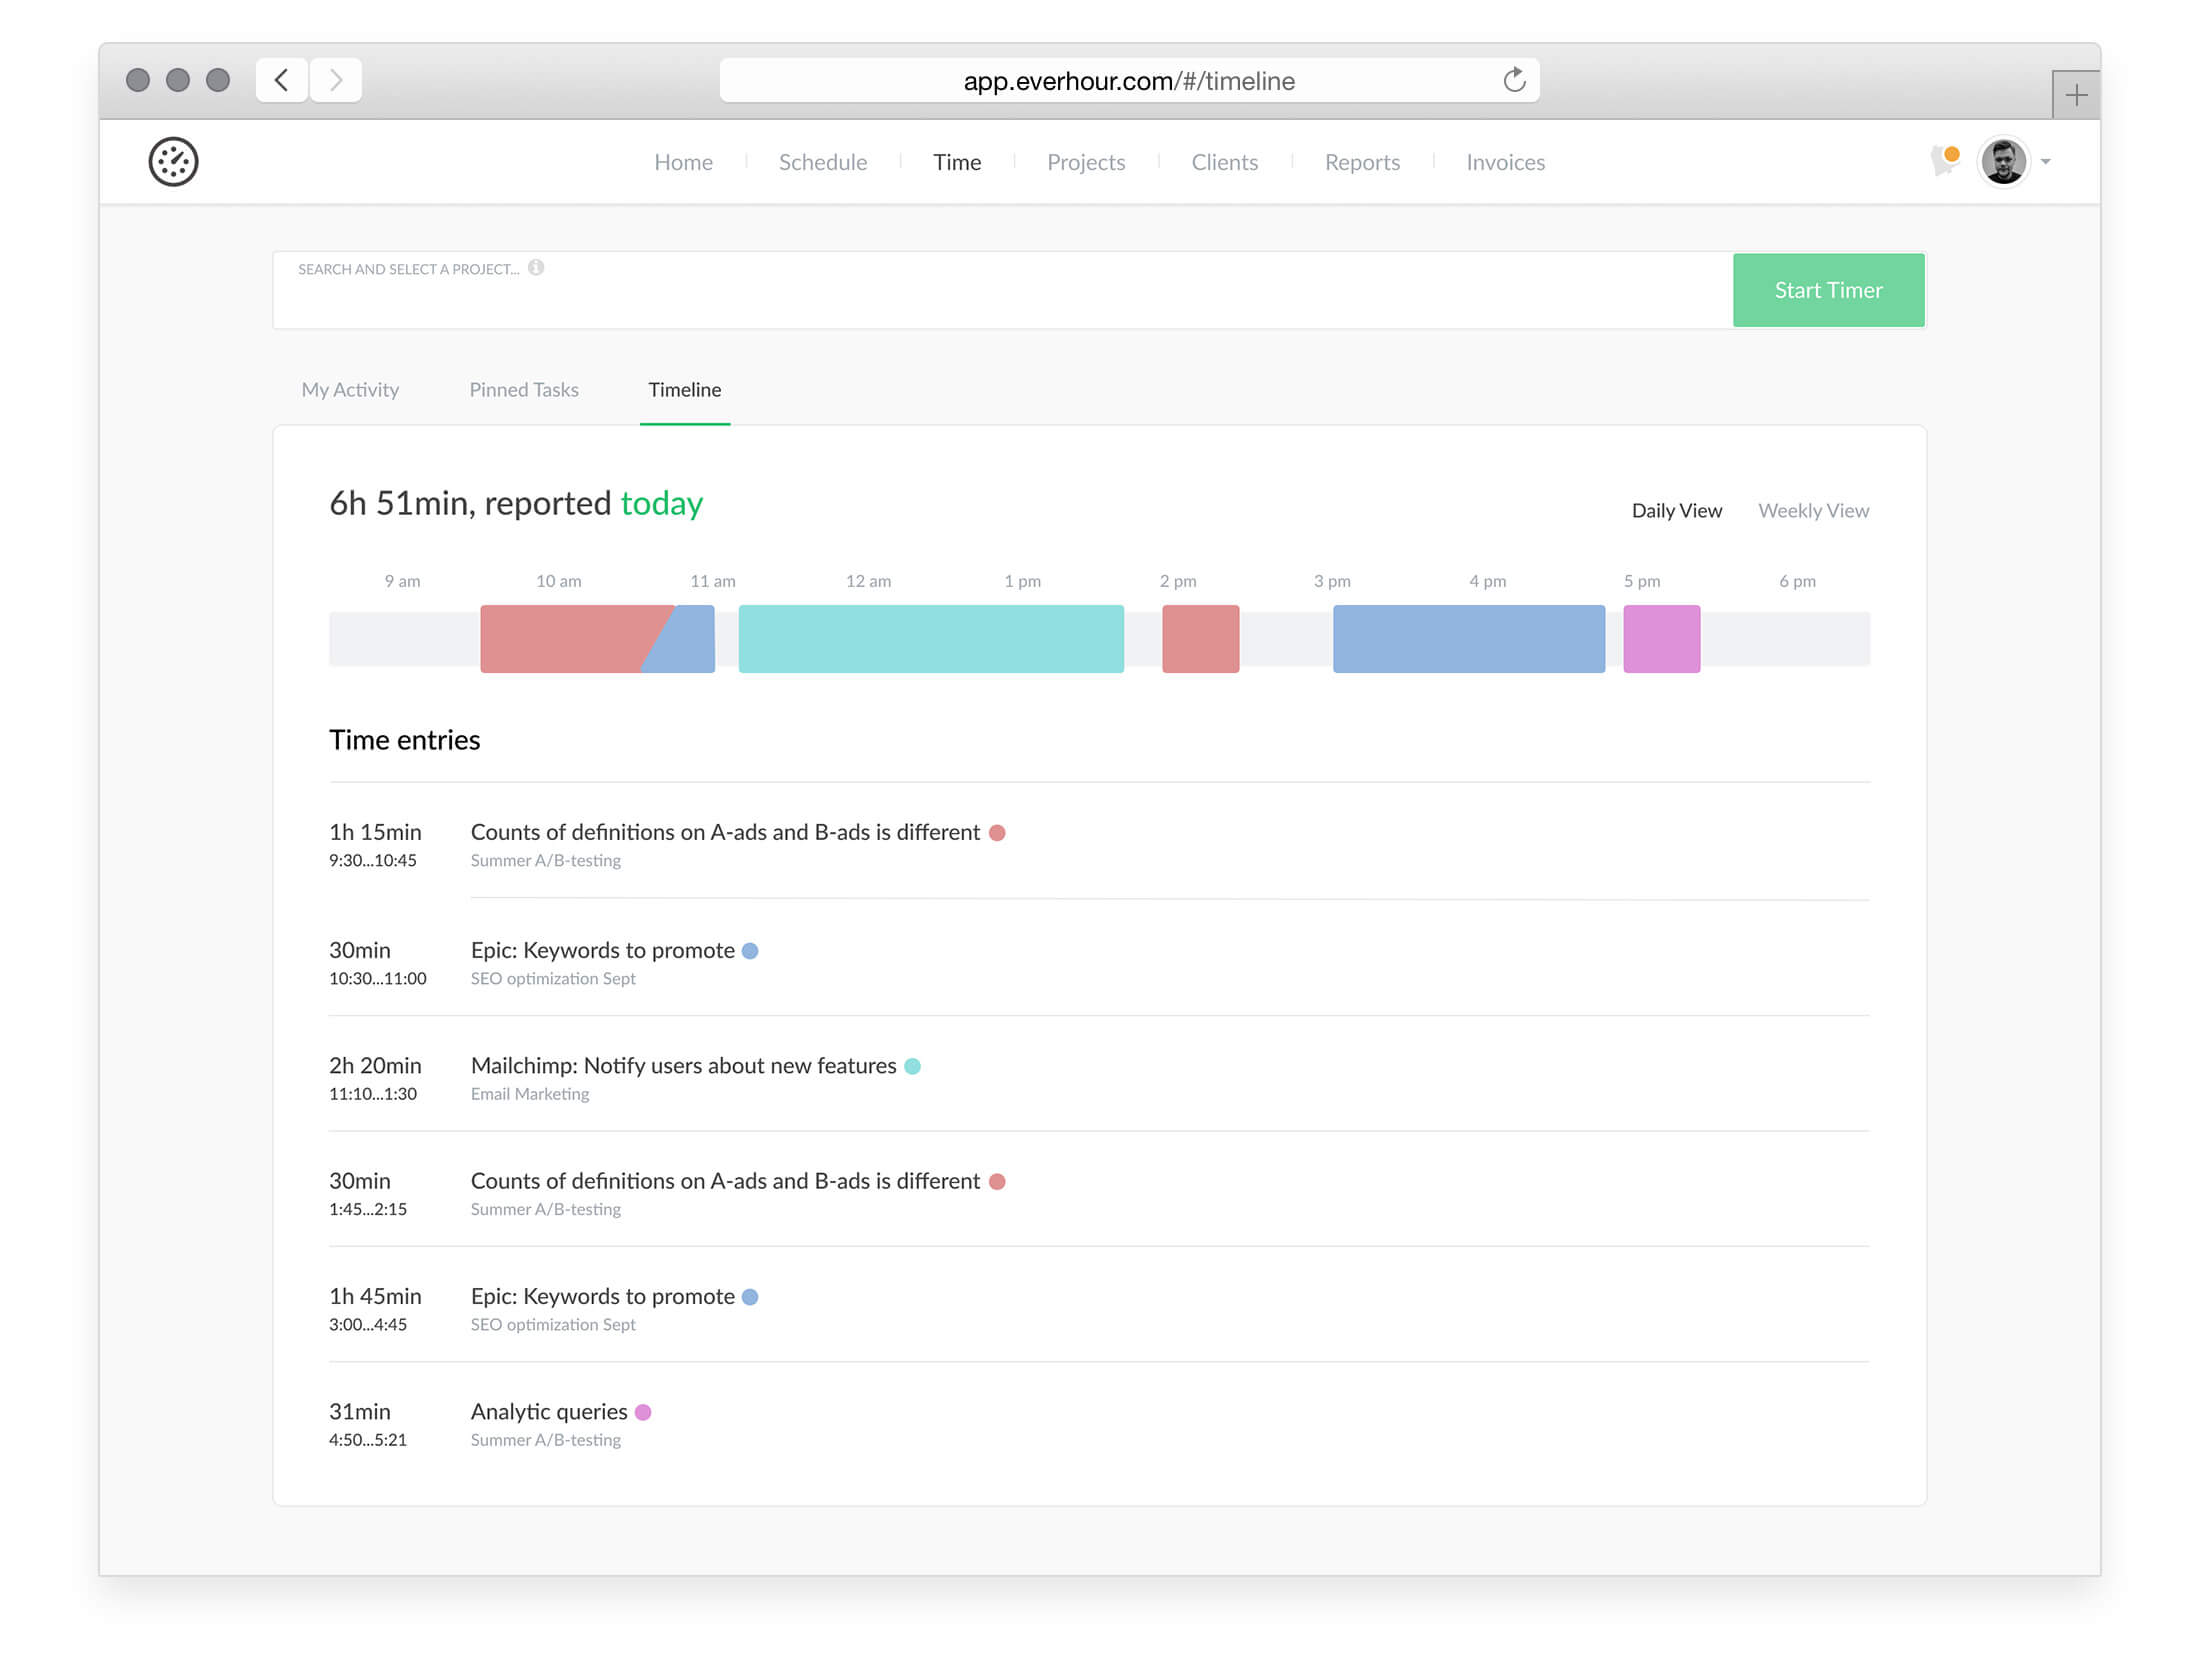 app.everhour.com/#/timeline
Home Schedule Time Projects Clients Reports Invoices
SEARCH AND SELECT A PROJECT...
Start Timer
My Activity Pinned Tasks Timeline
6h 51min, reported today
Daily View Weekly View
9 am 10 am 11 am 12 am 1 pm 2 pm 3 pm 4 pm 5 pm 6 pm
Time entries
1h 15min Counts of definitions on A-ads and B-ads is different
9:30...10:45 Summer A/B-testing
30min Epic: Keywords to promote
10:30...11:00 SEO optimization Sept
2h 20min Mailchimp: Notify users about new features
11:10...1:30 Email Marketing
30min Counts of definitions on A-ads and B-ads is different
1:45...2:15 Summer A/B-testing
1h 45min Epic: Keywords to promote
3:00...4:45 SEO optimization Sept
31min Analytic queries
4:50...5:21 Summer A/B-testing